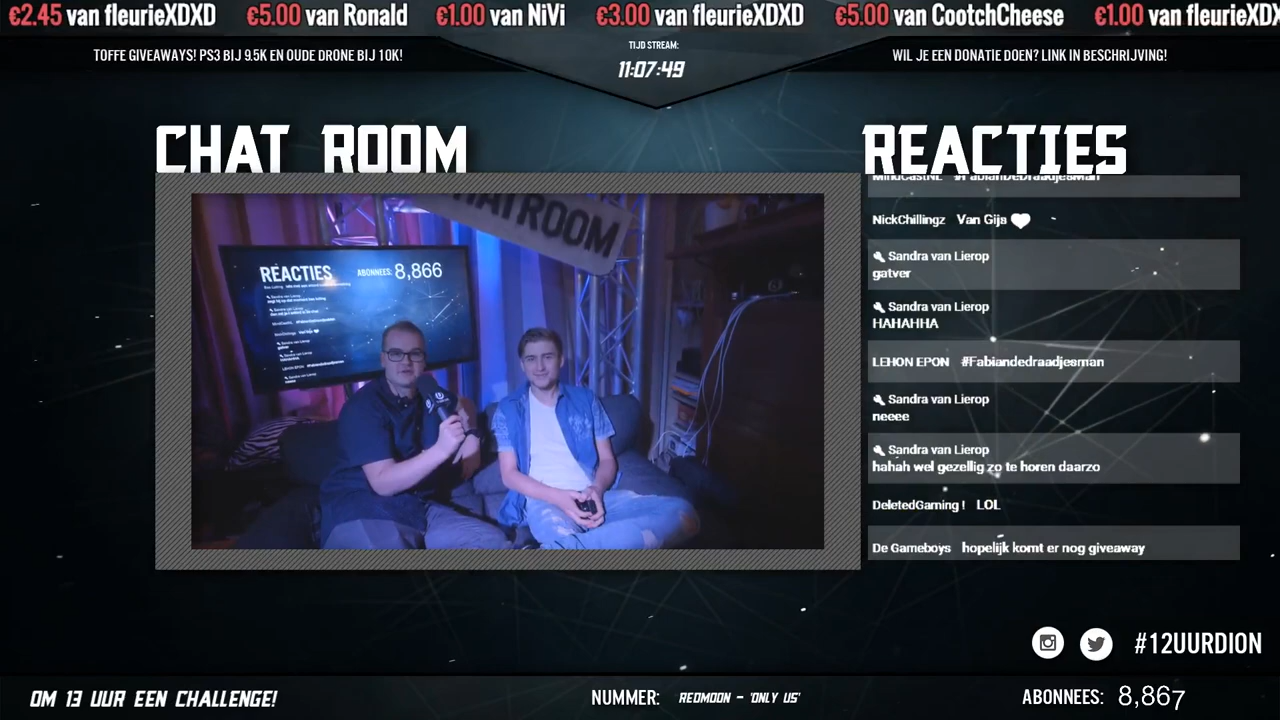 €2.45 van fleurieXDXD €5.00 van Ronald €1.00 van NiVi €3.00 van fleurieXDXD €5.00 van CootchCheese €1.00 van fleurieXDX
TOFFE GIVEAWAYS! PS3 BIJ 9.5K EN OUDE DRONE BIJ 10K!
TIJD STREAM:
11:07:49
WIL JE EEN DONATIE DOEN? LINK IN BESCHRIJVING!
CHAT ROOM
REACTIES
MindCastNL #FabianDedraadjesman
NickChillingz Van Gijs
Sandra van Lierop
gatver
Sandra van Lierop
HAHAHHA
LEHON EPON #Fabiandedraadjesman
Sandra van Lierop
neeee
Sandra van Lierop
hahah wel gezellig zo te horen daarzo
DeletedGaming ! LOL
De Gameboys hopelijk komt er nog giveaway
HATROOM
REACTIES ABONNEES: 8,866
#12UURDION
OM 13 UUR EEN CHALLENGE!
NUMMER: REDMOON - 'ONLY US'
ABONNEES: 8,867